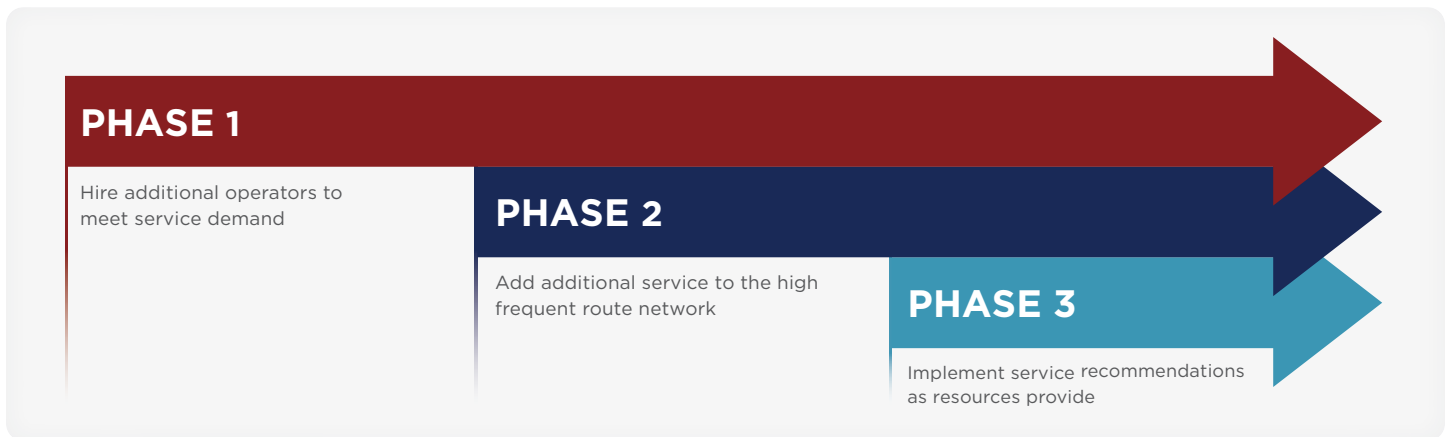 PHASE 1
Hire additional operators to
meet service demand
PHASE 2
Add additional service to the high
frequent route network
PHASE 3
Implement service recommendations
as resources provide